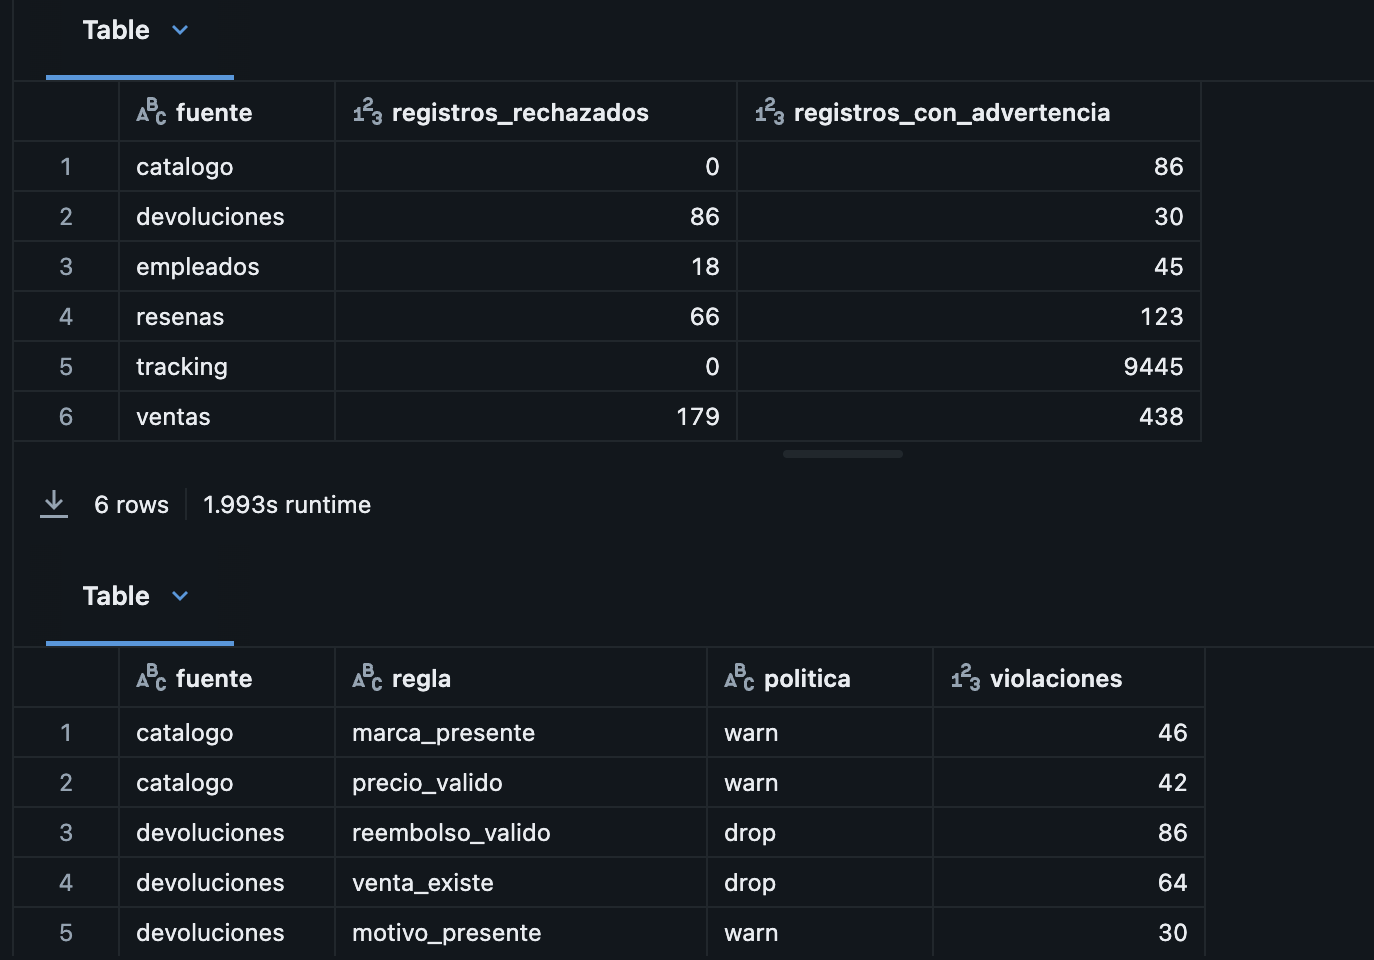 Table
fuente registros_rechazados registros_con_advertencia
1 catalogo 0 86
2 devoluciones 86 30
3 empleados 18 45
4 resenas 66 123
5 tracking 0 9445
6 ventas 179 438
6 rows 1.993s runtime
Table
fuente regla politica violaciones
1 catalogo marca_presente warn 46
2 catalogo precio_valido warn 42
3 devoluciones reembolso_valido drop 86
4 devoluciones venta_existe drop 64
5 devoluciones motivo_presente warn 30